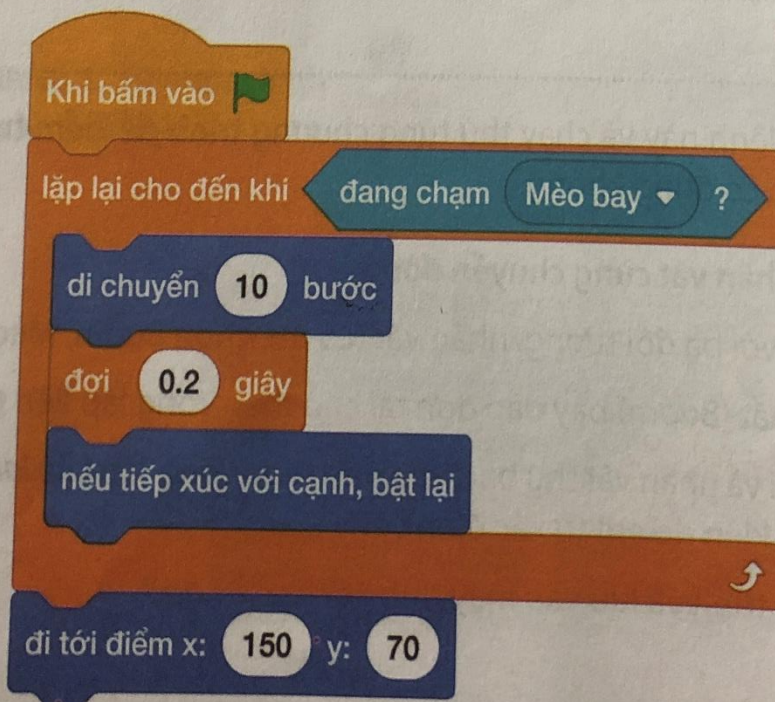 Khi bấm vào
lặp lại cho đến khi đang chạm Mèo bay ?
di chuyển 10 bước
đợi 0.2 giây
nếu tiếp xúc với cạnh, bật lại
đi tới điểm x: 150 y: 70